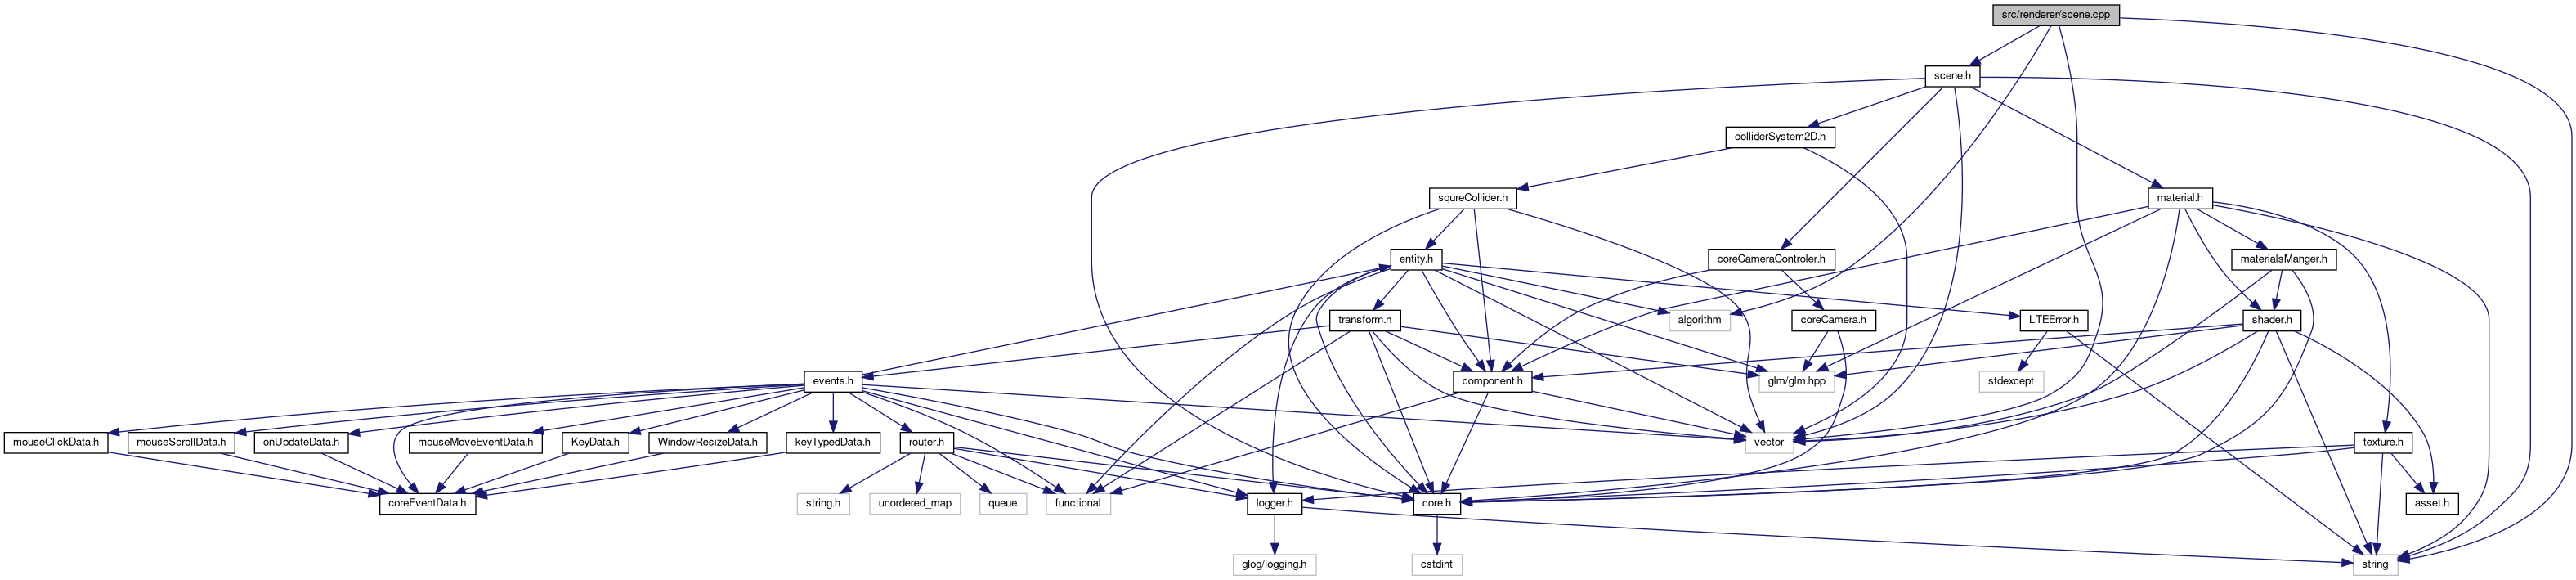 src/renderer/scene.cpp
scene.h
colliderSystem2D.h
squreCollider.h
material.h
entity.h
coreCameraControler.h
materialsManger.h
transform.h
algorithm
coreCamera.h
LTEError.h
shader.h
events.h
component.h
glm/glm.hpp
stdexcept
mouseClickData.h
mouseScrollData.h
onUpdateData.h
mouseMoveEventData.h
KeyData.h
WindowResizeData.h
keyTypedData.h
router.h
vector
texture.h
coreEventData.h
string.h
unordered_map
queue
functional
logger.h
core.h
asset.h
glog/logging.h
cstdint
string